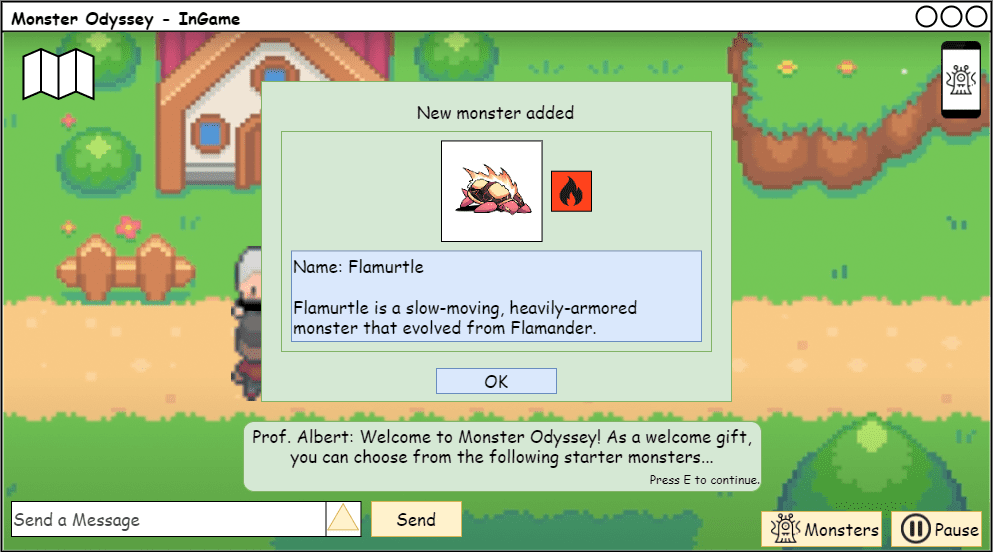 Monster Odyssey - InGame
New monster added
Name: Flamurtle
Flamurtle is a slow-moving, heavily-armored
monster that evolved from Flamander.
OK
Prof. Albert: Welcome to Monster Odyssey! As a welcome gift,
you can choose from the following starter monsters...
Press E to continue.
Send a Message
Send
Monsters
Pause